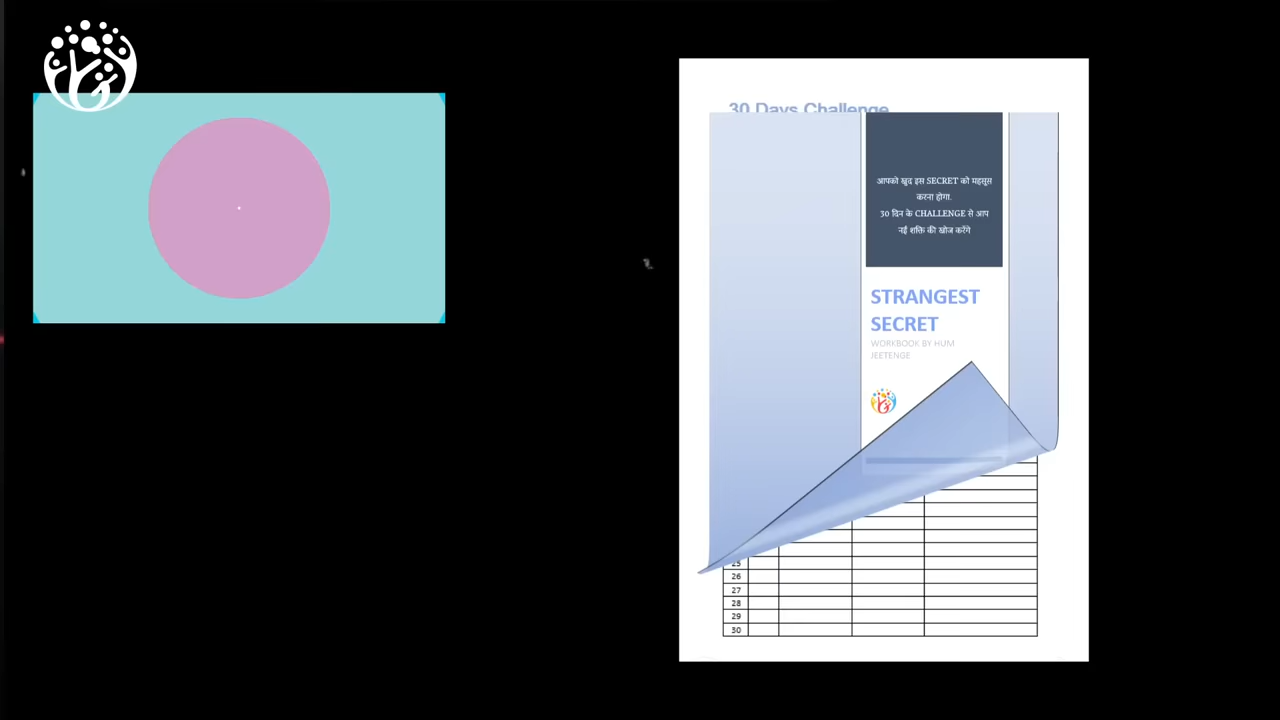 30 Days Challenge
आपको खुद इस SECRET को महसूस
करना होगा.
30 दिन के CHALLENGE से आप
नई शक्ति की खोज करेंगे
STRANGEST
SECRET
WORKBOOK BY HUM
JEETENGE
25
26
27
28
29
30